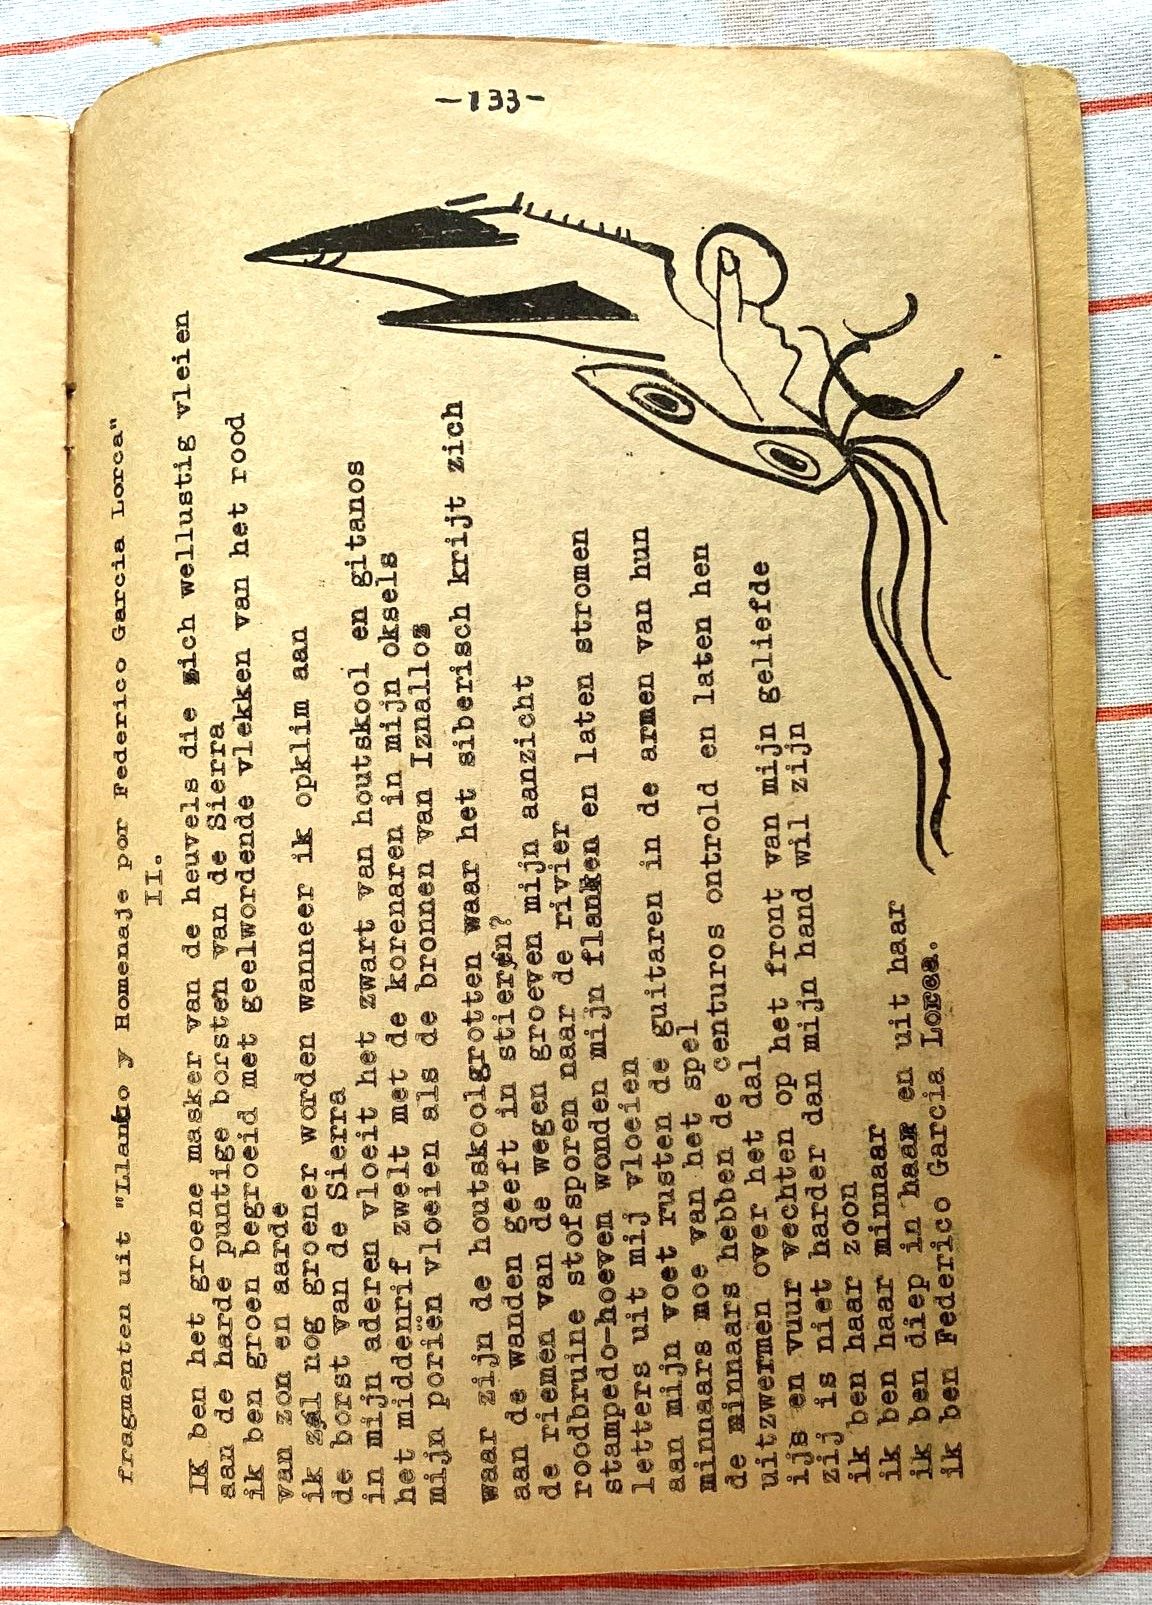 -133-
fragmenten uit "Llanto y Homenaje por Federico Garcia Lorca"
II.
IK ben het groene masker van de heuvels die zich wellustig vleien
aan de harde puntige borsten van de Sierra
ik ben groen begroeid met geelwordende vlekken van het rood
van zon en aarde
ik zal nog groener worden wanneer ik opklim aan
de borst van de Sierra
in mijn aderen vloeit het zwart van houtskool en gitanos
het middenrif zwelt met de korenaren in mijn oksels
mijn poriën vloeien als de bronnen van Iznalloz
waar zijn de houtskoolgrotten waar het siberisch krijt zich
aan de wanden geeft in stieren?
de riemen van de wegen groeven mijn aanzicht
roodbruine stofsporen naar de rivier
stampedo-hoeven wonden mijn flanken en laten stromen
letters uit mij vloeien
aan mijn voet rusten de guitaren in de armen van hun
minnaars moe van het spel
de minnaars hebben de centuros ontrold en laten hen
uitzwermen over het dal
ijs en vuur vechten op het front van mijn geliefde
zij is niet harder dan mijn hand wil zijn
ik ben haar zoon
ik ben haar minnaar
ik ben diep in haar en uit haar
ik ben Federico Garcia Lorca.